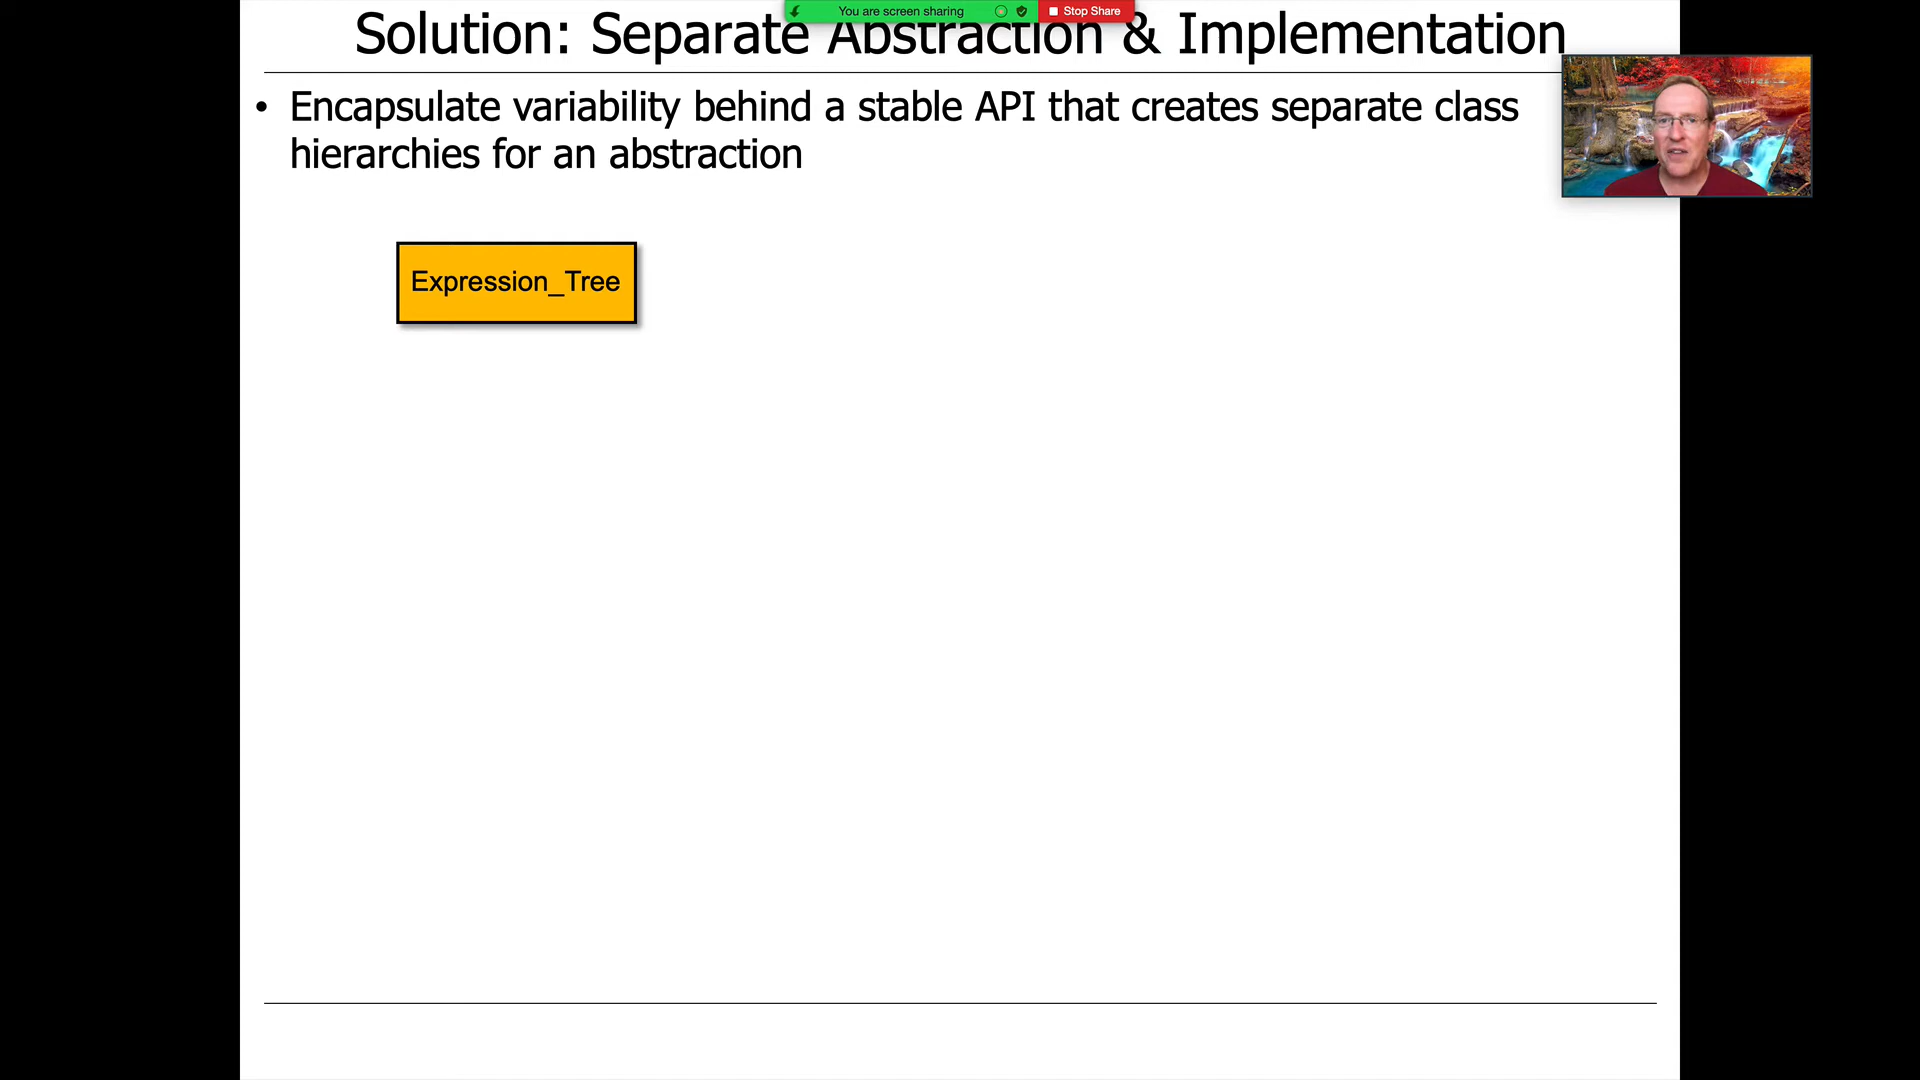 You are screen sharing
Stop Share
Solution: Separate Abstraction & Implementation
• Encapsulate variability behind a stable API that creates separate class
hierarchies for an abstraction
Expression_Tree